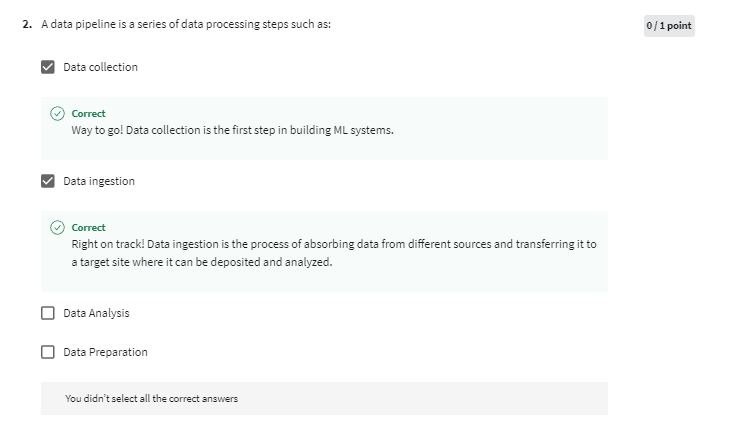 2. A data pipeline is a series of data processing steps such as:
0 / 1 point
Data collection
Correct
Way to go! Data collection is the first step in building ML systems.
Data ingestion
Correct
Right on track! Data ingestion is the process of absorbing data from different sources and transferring it to
a target site where it can be deposited and analyzed.
Data Analysis
Data Preparation
You didn't select all the correct answers